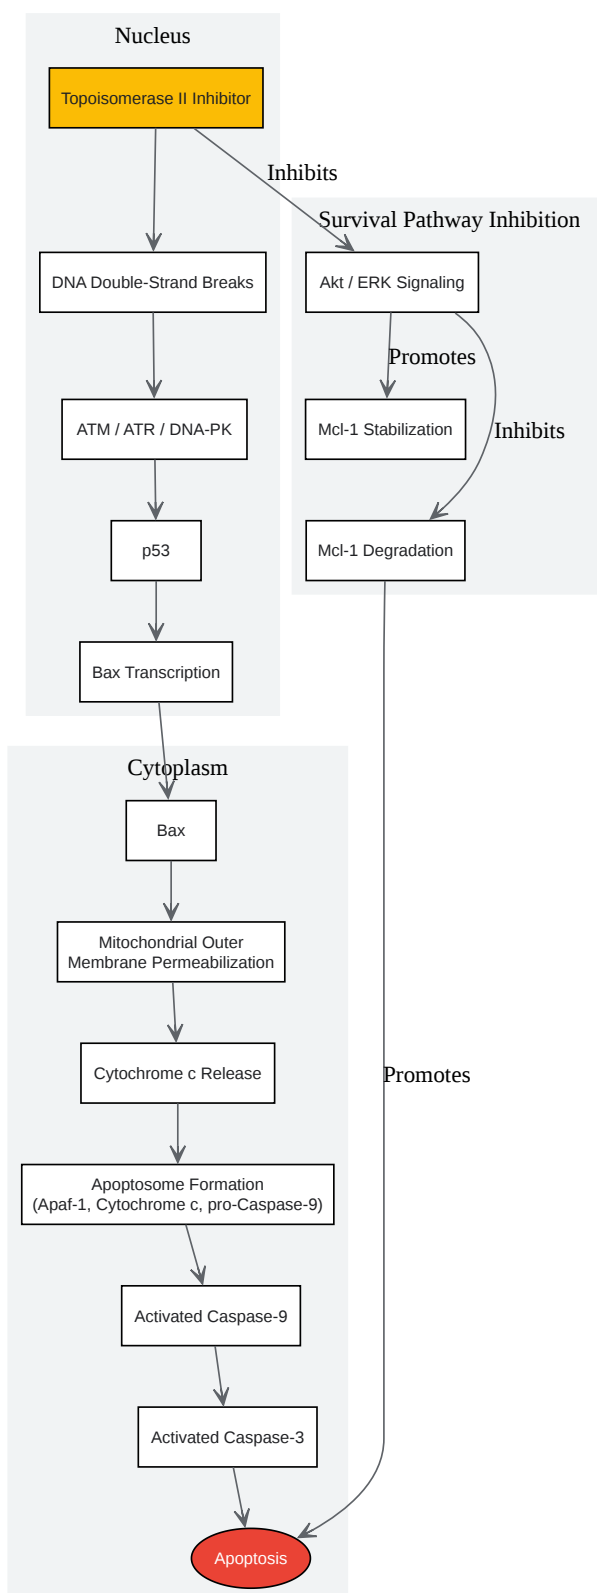 Nucleus
Topoisomerase II Inhibitor
Inhibits
Survival Pathway Inhibition
DNA Double-Strand Breaks
Akt / ERK Signaling
Promotes
ATM / ATR / DNA-PK
Mcl-1 Stabilization
Inhibits
p53
Mcl-1 Degradation
Bax Transcription
Cytoplasm
Bax
Mitochondrial Outer
Membrane Permeabilization
Cytochrome c Release
Promotes
Apoptosome Formation
(Apaf-1, Cytochrome c, pro-Caspase-9)
Activated Caspase-9
Activated Caspase-3
Apoptosis